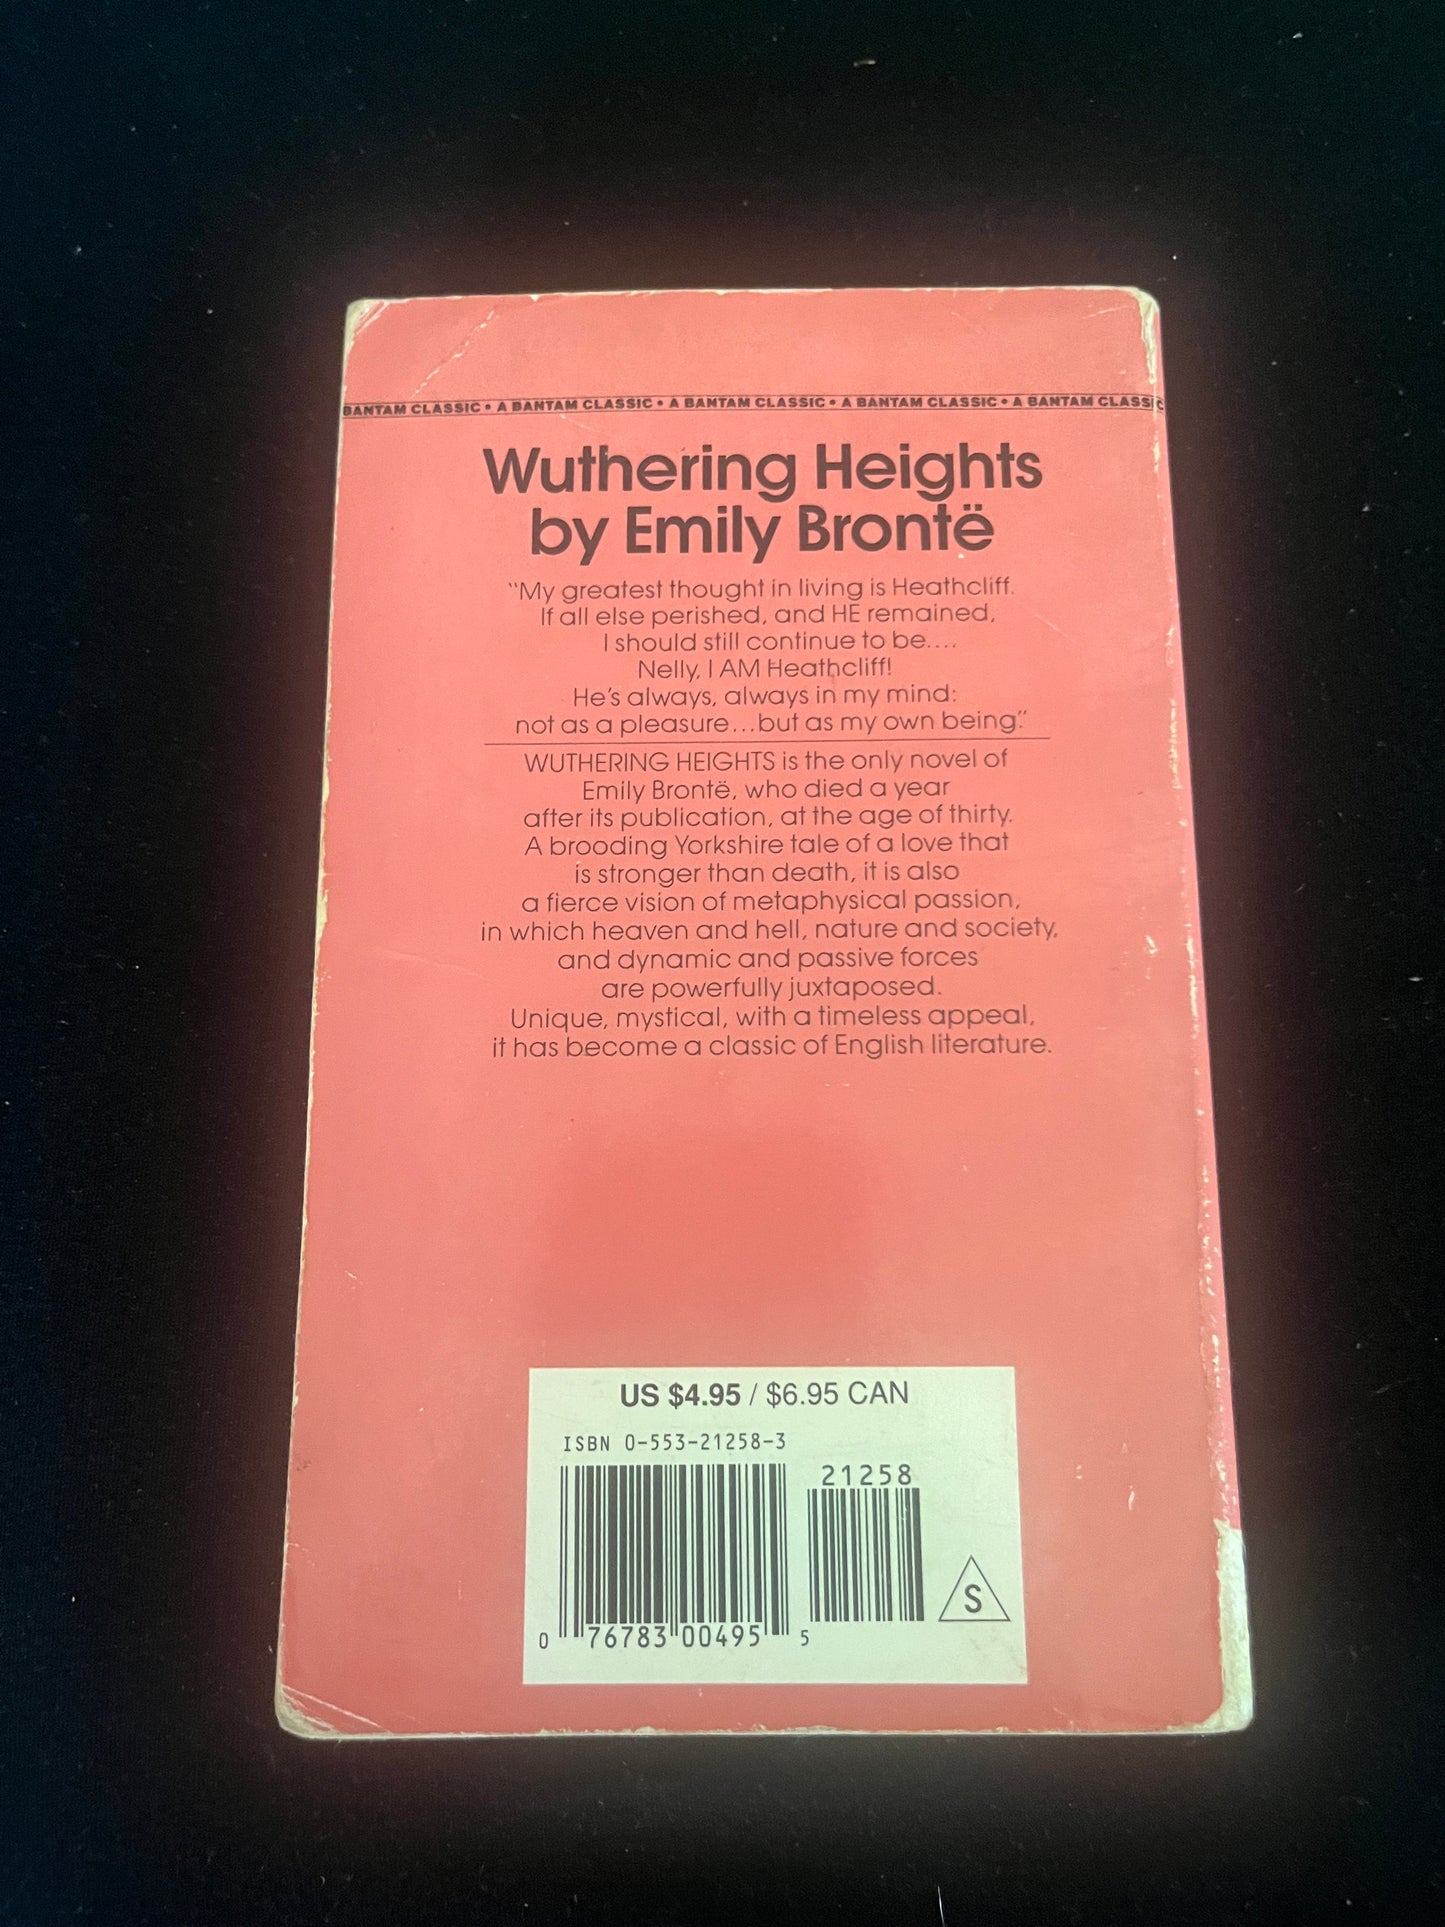 BANTAM CLASSIC • A BANTAM CLASSIC • A BANTAM CLASSIC • A BANTAM CLASSIC • A BANTAM CLASSIC
Wuthering Heights
by Emily Brontë
"My greatest thought in living is Heathcliff.
If all else perished, and HE remained,
I should still continue to be....
Nelly, I AM Heathcliff!
He's always, always in my mind:
not as a pleasure...but as my own being."
WUTHERING HEIGHTS is the only novel of
Emily Brontë, who died a year
after its publication, at the age of thirty.
A brooding Yorkshire tale of a love that
is stronger than death, it is also
a fierce vision of metaphysical passion,
in which heaven and hell, nature and society,
and dynamic and passive forces
are powerfully juxtaposed.
Unique, mystical, with a timeless appeal,
it has become a classic of English literature.
US $4.95 / $6.95 CAN
ISBN 0-553-21258-3
21258
S
0 76783 00495 5